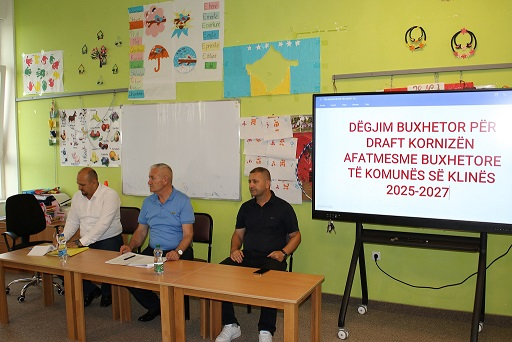 DËGJIM BUXHETOR PËR
DRAFT KORNIZËN
AFATMESME BUXHETORE
TË KOMUNËS SË KLINËS
2025-2027